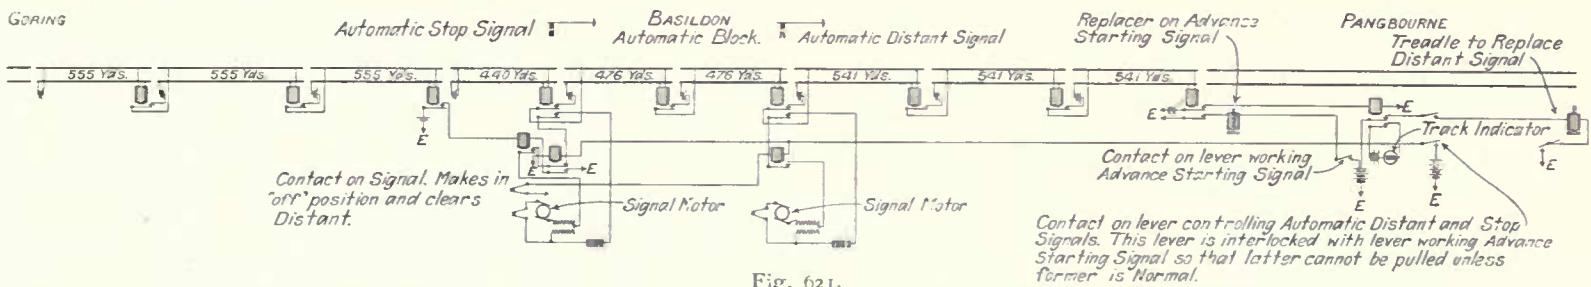 GORING
Automatic Stop Signal
BASILDON
Automatic Block.
Automatic Distant Signal
Replacer on Advance
Starting Signal
PANGBOURNE
Treadle to Replace
Distant Signal
555 Yds.
555 Yds.
555 Yds.
440 Yds.
476 Yds.
476 Yds.
541 Yds.
541 Yds.
541 Yds.
E
E
E
E
E
E
Track Indicator
E
Contact on lever working
Advance Starting Signal
E
E
Contact on Signal. Makes in
"off" position and clears
Distant.
Signal Motor
Signal Motor
Contact on lever controlling Automatic Distant and Stop
Signals. This lever is interlocked with lever working Advance
Starting Signal so that latter cannot be pulled unless
former is Normal.
Fig. 621.